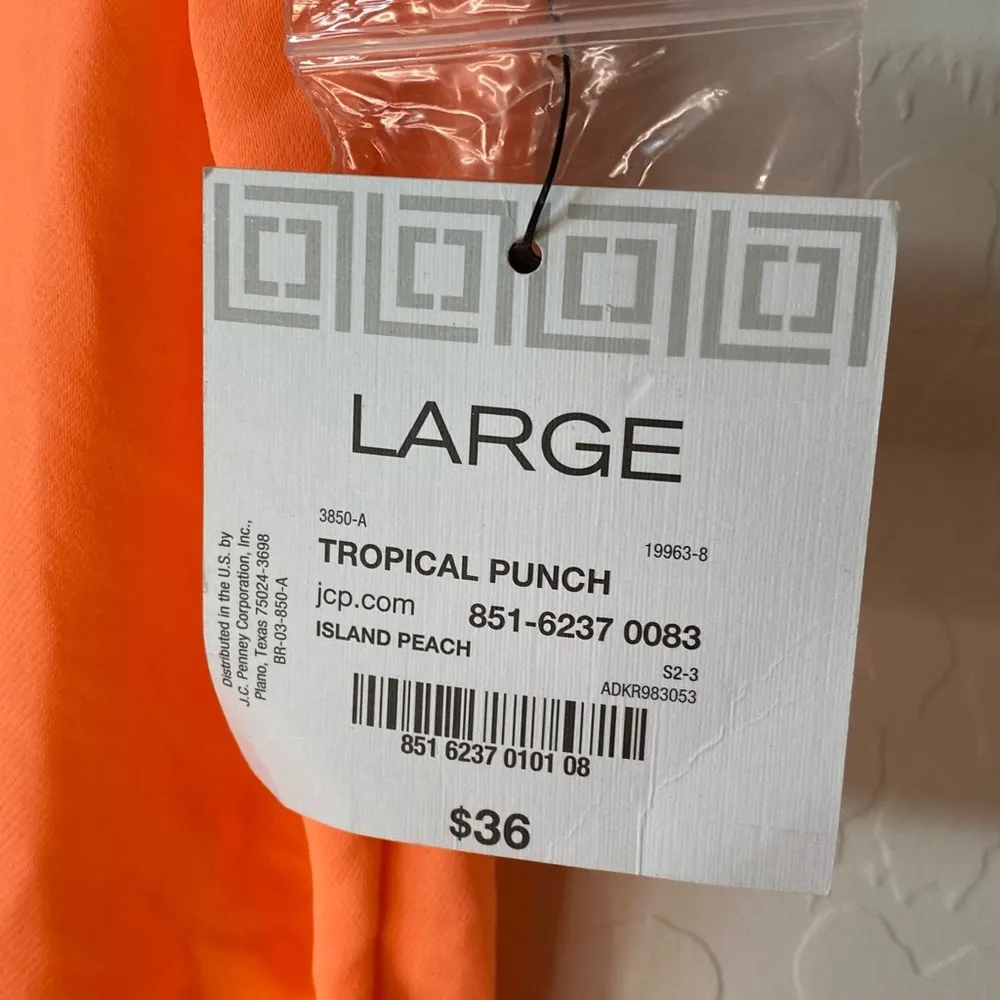 LARGE
3850-A
19963-8
TROPICAL PUNCH
jcp.com 851-6237 0083
ISLAND PEACH
S2-3
ADKR983053
851 6237 0101 08
$36
Distributed in the U.S. by
J.C. Penney Corporation, Inc.,
Plano, Texas 75024-3698
BR-03-850-A